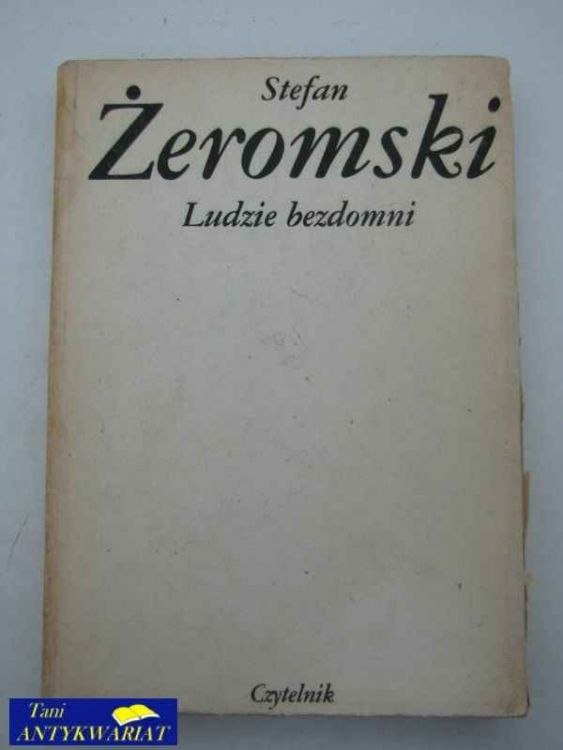 Stefan
Żeromski
Ludzie bezdomni
Czytelnik
Tani
ANTYKWARIAT